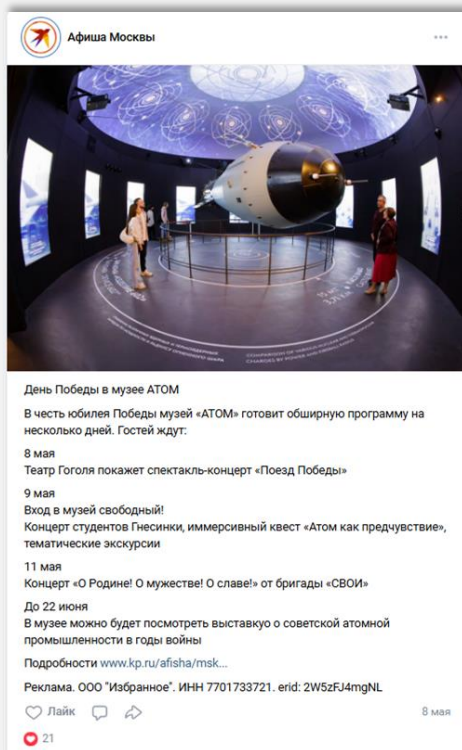 Афиша Москвы
День Победы в музее АТОМ
В честь юбилея Победы музей «АТОМ» готовит обширную программу на
несколько дней. Гостей ждут:
8 мая
Театр Гоголя покажет спектакль-концерт «Поезд Победы»
9 мая
Вход в музей свободный!
Концерт студентов Гнесинки, иммерсивный квест «Атом как предчувствие»,
тематические экскурсии
11 мая
Концерт «О Родине! О мужестве! О славе!» от бригады «СВОИ»
До 22 июня
В музее можно будет посмотреть выставкуо о советской атомной
промышленности в годы войны
Подробности www.kp.ru/afisha/msk...
Реклама. ООО "Избранное". ИНН 7701733721. erid: 2W5zFJ4mgNL
Лайк
8 мая
21